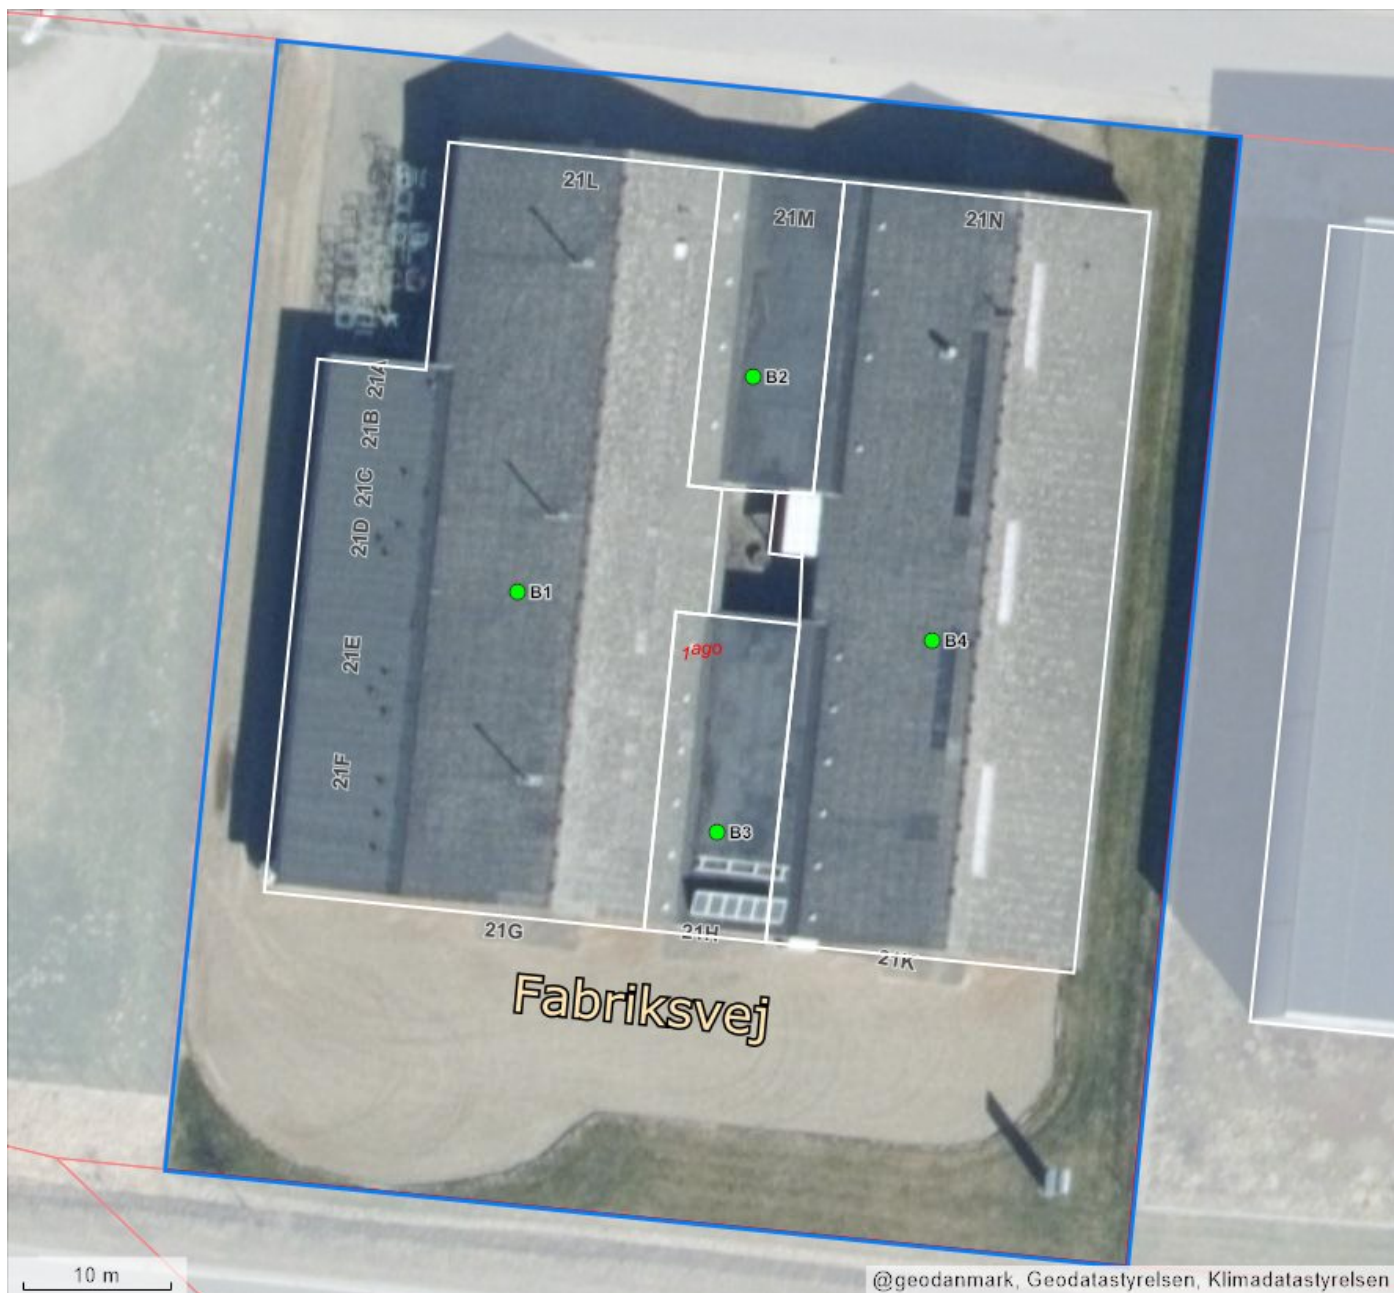 21L
21M
21N
21A
21B
B2
21C
21D
B1
21E
1ago
B4
21F
B3
21G
21H
21K
Fabriksvej
10 m
@geodanmark, Geodatastyrelsen, Klimadatastyrelsen